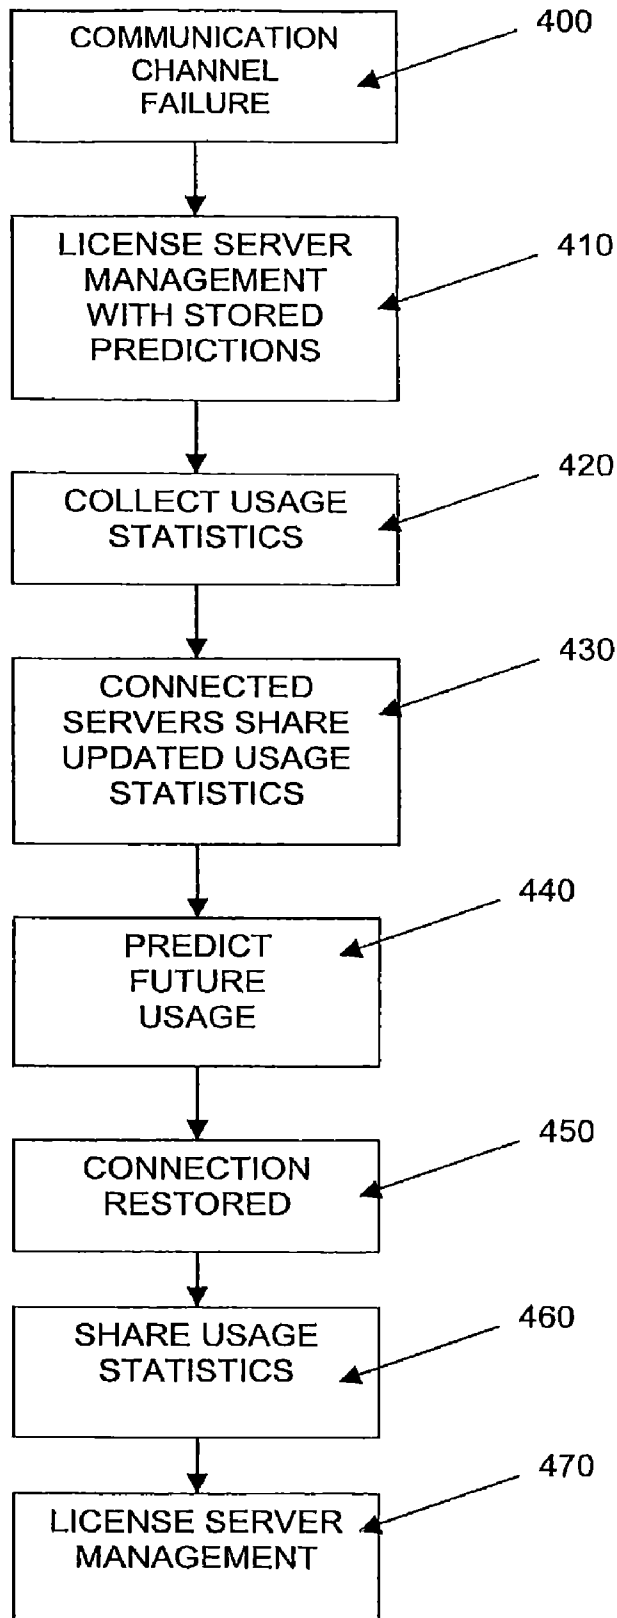 COMMUNICATION
CHANNEL
FAILURE
400
LICENSE SERVER
MANAGEMENT
WITH STORED
PREDICTIONS
410
COLLECT USAGE
STATISTICS
420
CONNECTED
SERVERS SHARE
UPDATED USAGE
STATISTICS
430
PREDICT
FUTURE
USAGE
440
CONNECTION
RESTORED
450
SHARE USAGE
STATISTICS
460
LICENSE SERVER
MANAGEMENT
470